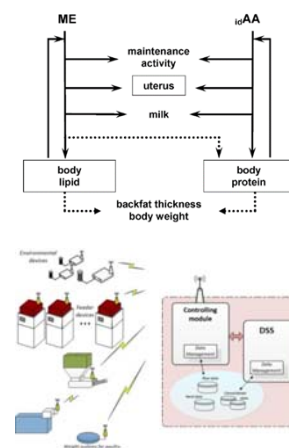 ME
idAA
maintenance
activity
uterus
milk
body
lipid
body
protein
backfat thickness
body weight
Environmental
devices
Feeder
devices
...
Controlling
module
DSS
Data
Management
Data
Management